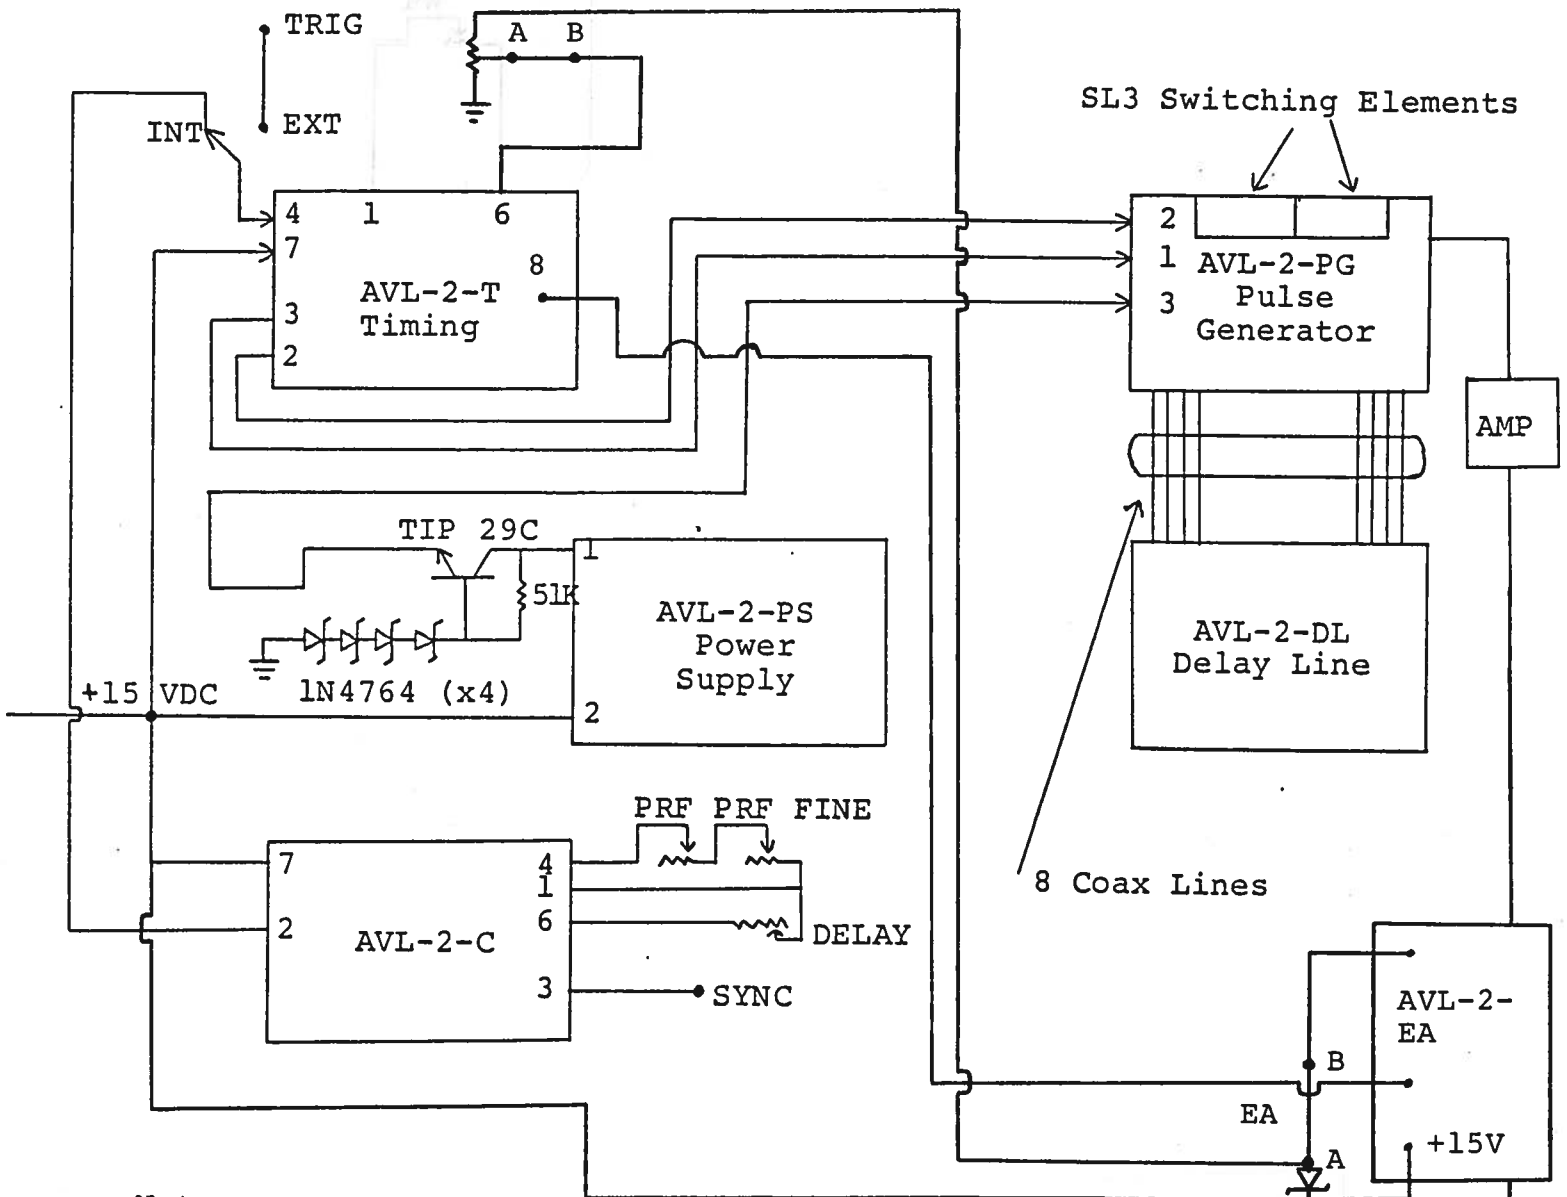 TRIG
A B
SL3 Switching Elements
INT EXT
4 1 6
7
8
AVL-2-T
Timing
3
2
2
1 AVL-2-PG
3 Pulse
Generator
AMP
TIP 29C
1
51K
AVL-2-PS
Power
Supply
AVL-2-DL
Delay Line
+15 VDC
1N4764 (x4)
2
PRF PRF FINE
7
4
1
6
2
AVL-2-C
DELAY
3
SYNC
8 Coax Lines
AVL-2-
EA
B
EA
+15V
A